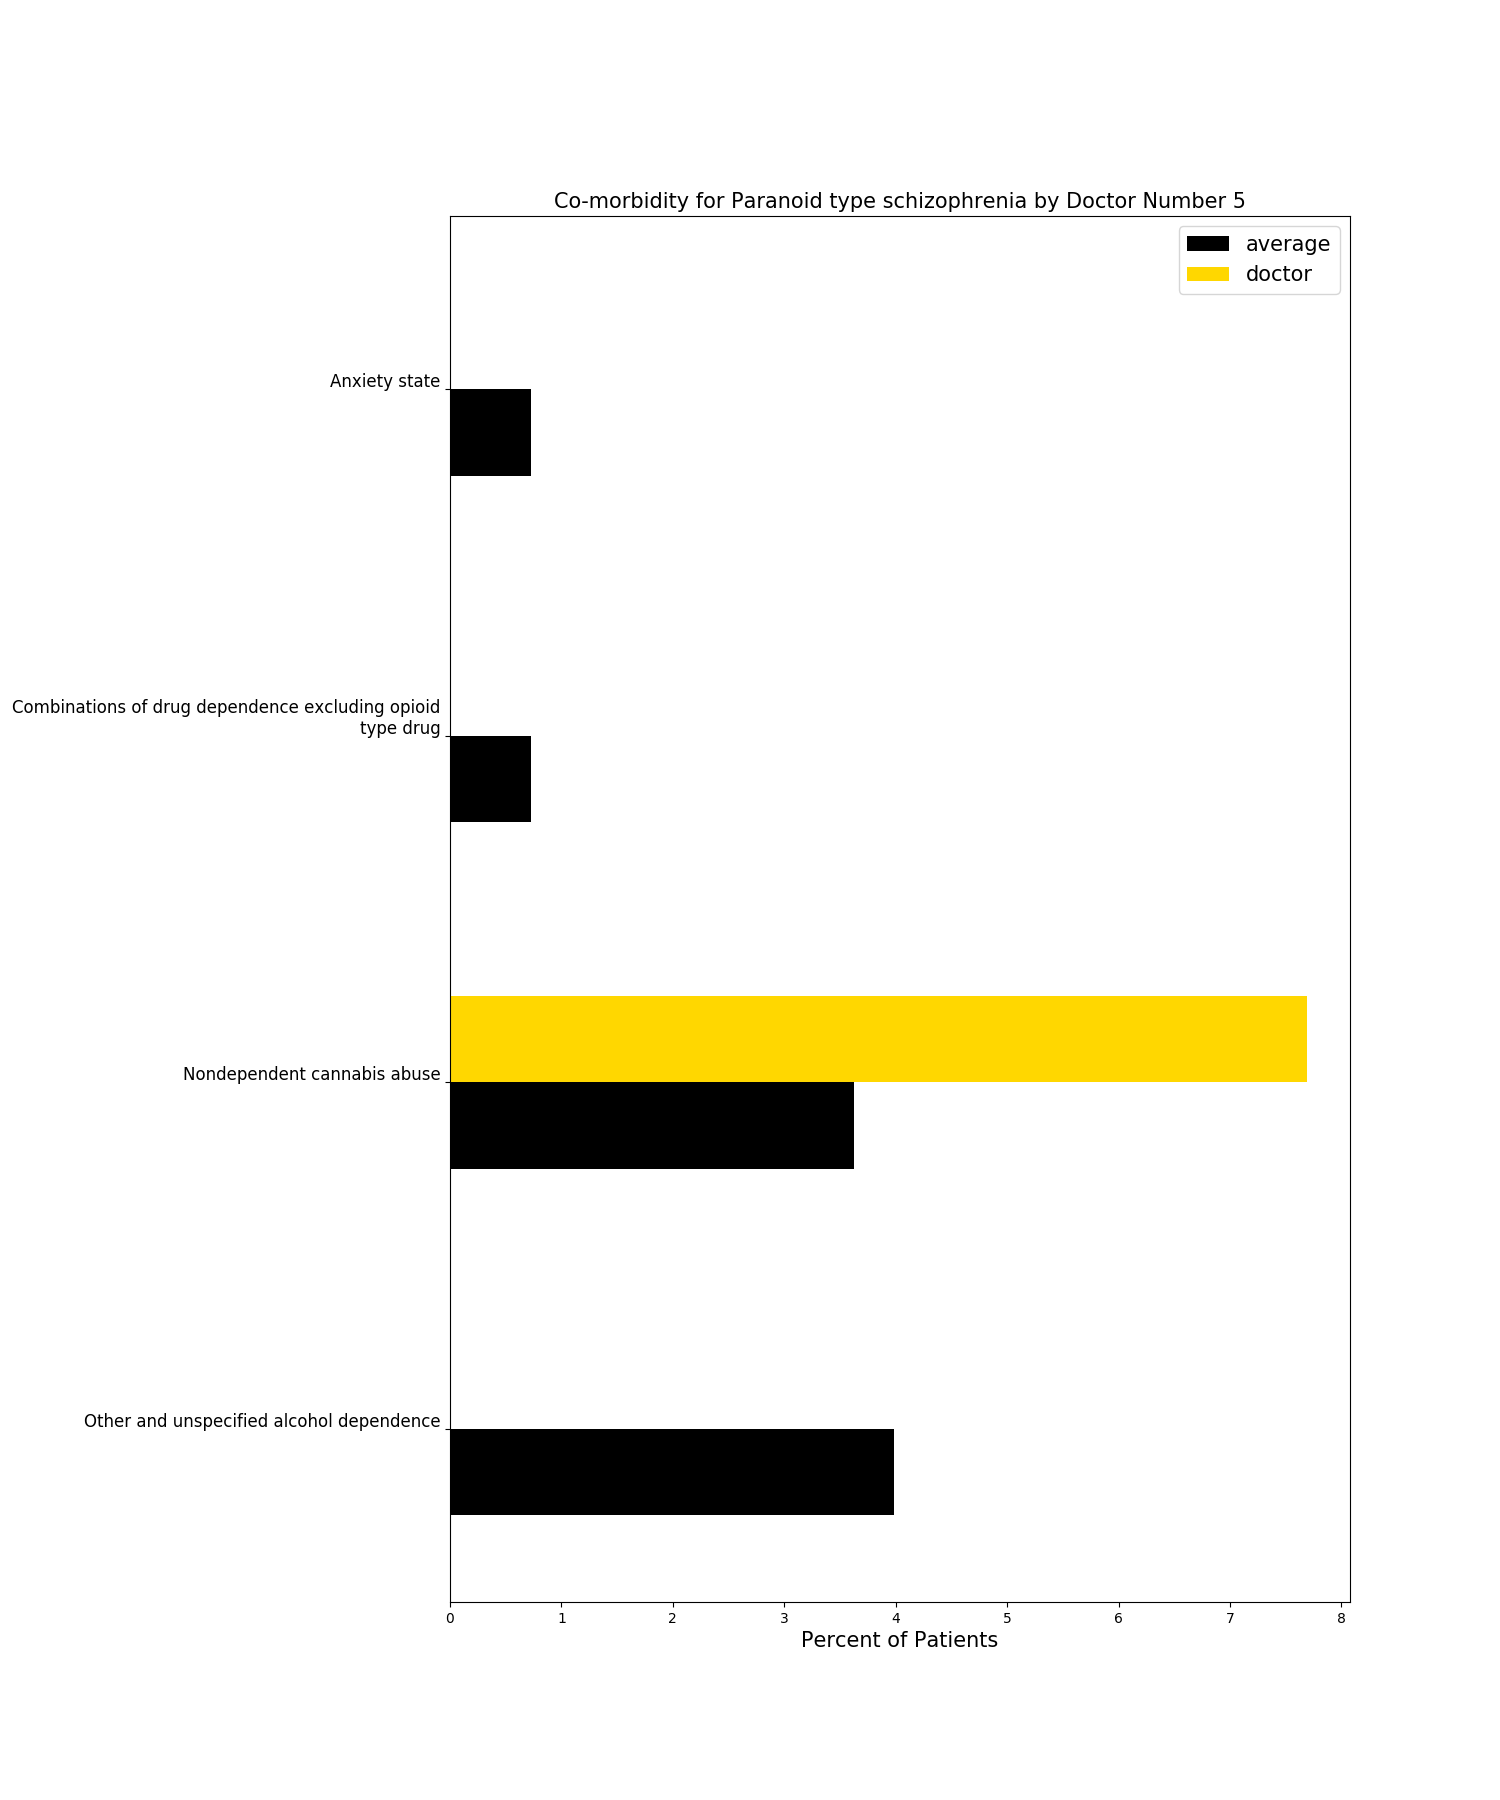 Co-morbidity for Paranoid type schizophrenia by Doctor Number 5
average
doctor
Anxiety state
Combinations of drug dependence excluding opioid
type drug
Nondependent cannabis abuse
Other and unspecified alcohol dependence
0 1 2 3 4 5 6 7 8
Percent of Patients